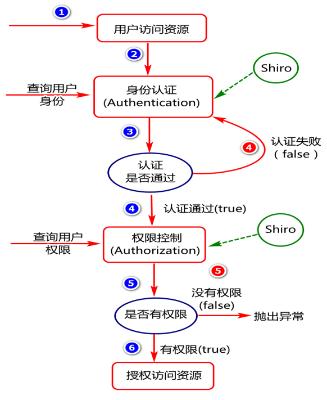 1
用户访问资源
2
查询用户
身份
身份认证
(Authentication)
Shiro
3
4
认证失败
( false )
认证
是否通过
4
认证通过(true)
查询用户
权限
权限控制
(Authorization)
Shiro
5
5
没有权限
(false)
是否有权限
抛出异常
6
有权限(true)
授权访问资源